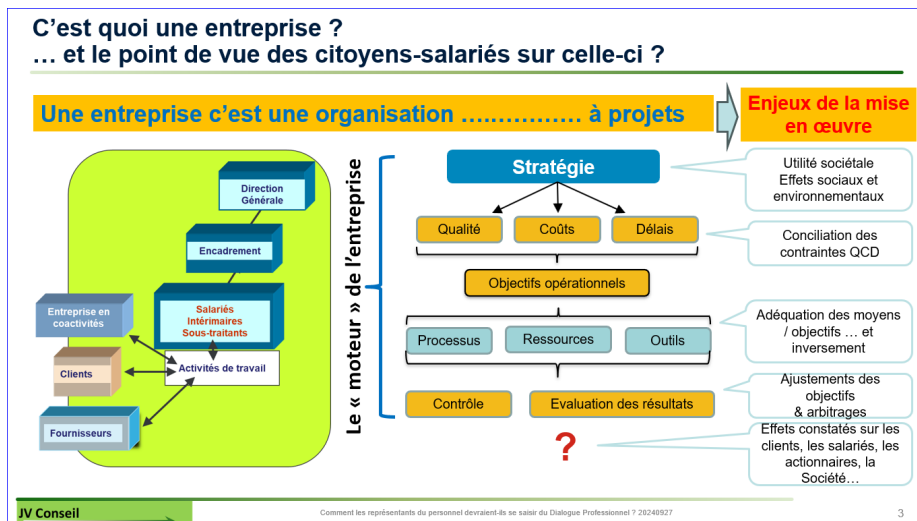 C'est quoi une entreprise ?
… et le point de vue des citoyens-salariés sur celle-ci ?
Une entreprise c'est une organisation ................ à projets
Enjeux de la mise
en œuvre
Direction
Générale
Encadrement
Salariés
Intérimaires
Sous-traitants
Entreprise en
coactivités
Activités de travail
Clients
Fournisseurs
Le « moteur » de l'entreprise
Stratégie
Qualité
Coûts
Délais
Objectifs opérationnels
Processus
Ressources
Outils
Contrôle
Evaluation des résultats
?
Utilité sociétale
Effets sociaux et
environnementaux
Conciliation des
contraintes QCD
Adéquation des moyens
/ objectifs … et
inversement
Ajustements des
objectifs
& arbitrages
Effets constatés sur les
clients, les salariés, les
actionnaires, la
Société…
JV Conseil
Comment les représentants du personnel devraient-ils se saisir du Dialogue Professionnel ? 20240927
3